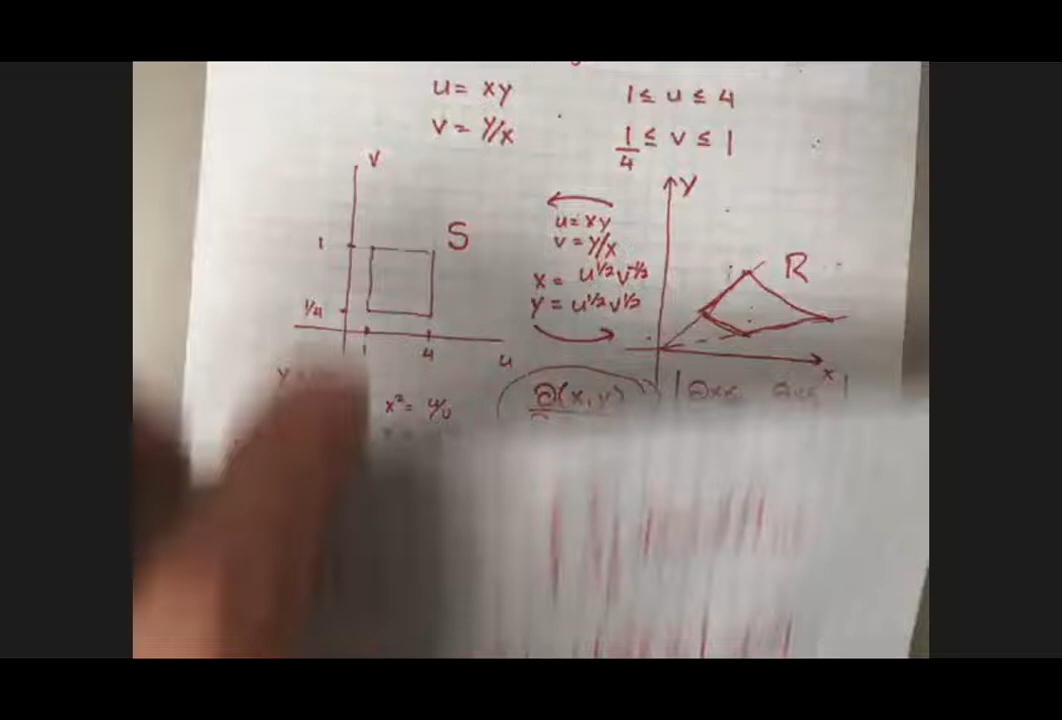 u = xy 1 ≤ u ≤ 4
v = y/x 1/4 ≤ v ≤ 1
v
y
1
S
u = xy
v = y/x
x = u^1/2 v^-1/2
y = u^1/2 v^1/2
R
1/4
1
4
u
x
x² = u/v